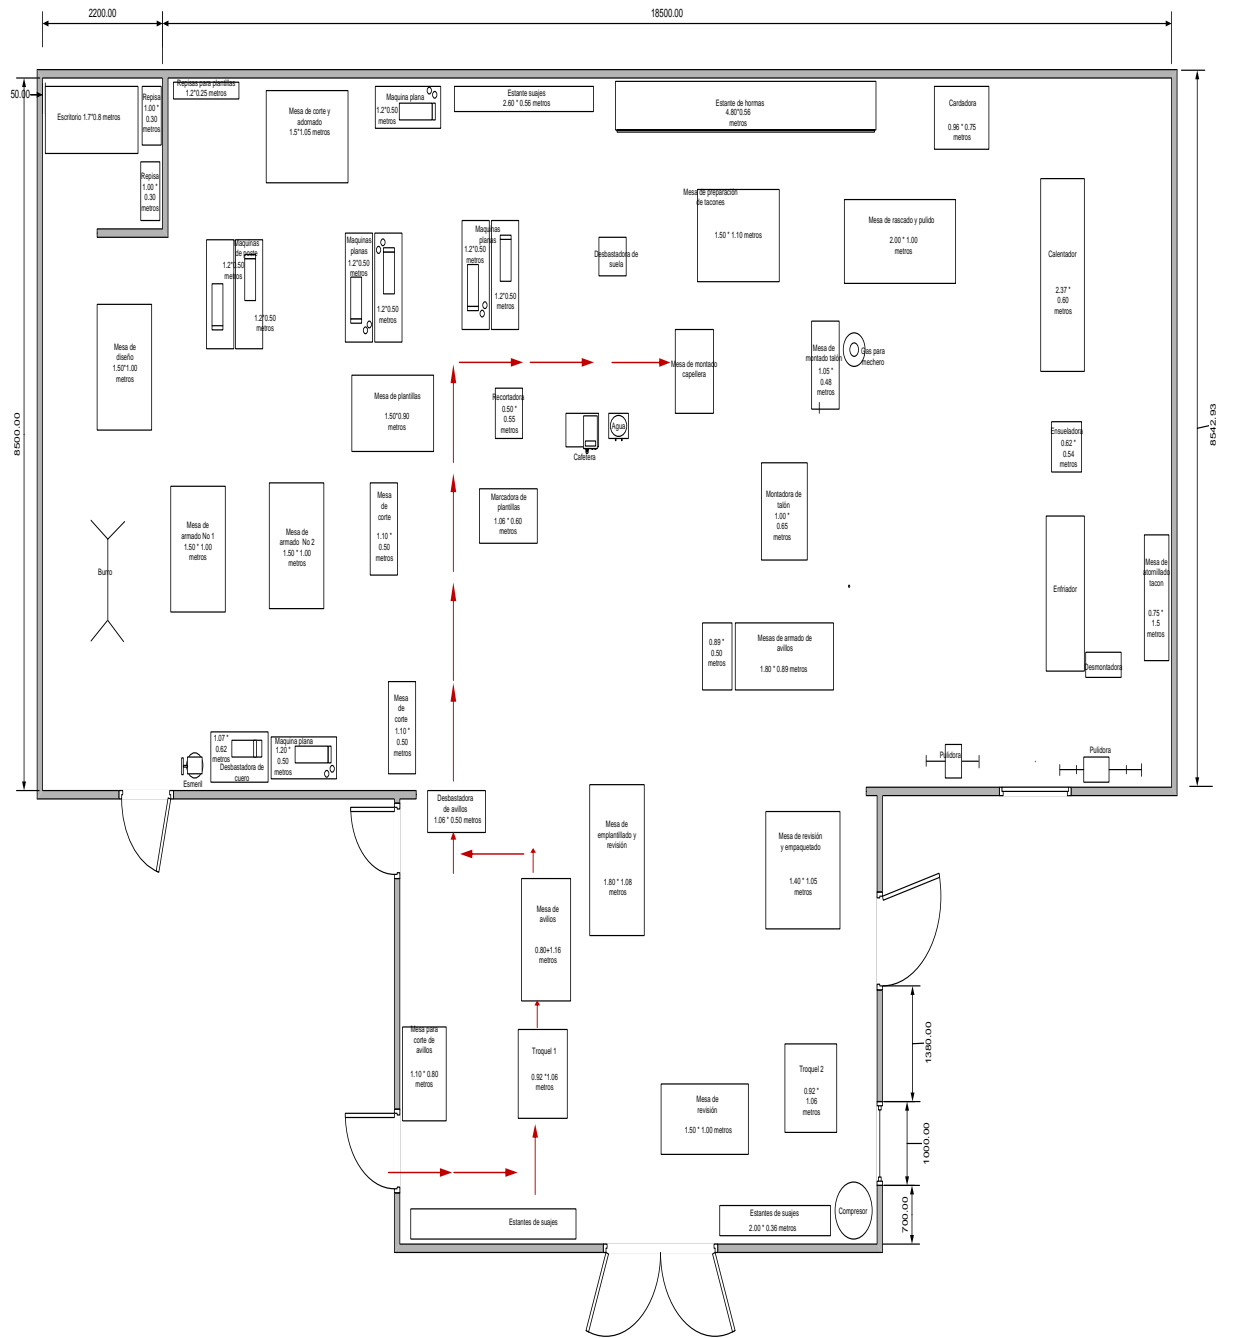 2200.00
18500.00
50.00
8500.00
8542.93
Escritorio 1.7*0.8 metros
Repisa
1.00 *
0.30
metros
Repisa
1.00 *
0.30
metros
Repisas para plantillas
1.2*0.25 metros
Mesa de corte y
adornado
1.5*1.05 metros
Maquina plana
1.2*0.50
metros
Estante suajes
2.60 * 0.56 metros
Estante de hormas
4.80*0.56
metros
Cardadora
0.96 * 0.75
metros
Mesa de preparación
de tacones
1.50 * 1.10 metros
Mesa de rascado y pulido
2.00 * 1.00
metros
Calentador
2.37 *
0.60
metros
Maquinas
de poste
1.2*0.50
metros
1.2*0.50
metros
Maquinas
planas
1.2*0.50
metros
1.2*0.50
metros
Maquinas
planas
1.2*0.50
metros
1.2*0.50
metros
Desbastadora de
suela
Mesa de
diseño
1.50*1.00
metros
Mesa de plantillas
1.50*0.90
metros
Recortadora
0.50 *
0.55
metros
Cafetera
Agua
Mesa de montado
capellera
Mesa de
montado talón
1.05 *
0.48
metros
Gas para
mechero
Ensueladora
0.62 *
0.54
metros
Mesa de
armado No 1
1.50 * 1.00
metros
Mesa de
armado No 2
1.50 * 1.00
metros
Mesa
de
corte
1.10 *
0.50
metros
Marcadora de
plantillas
1.06 * 0.60
metros
Montadora de
talón
1.00 *
0.65
metros
Burro
Enfriador
Mesa de
atornillado
tacon
0.75 *
1.5
metros
Desmontadora
0.89 *
0.50
metros
Mesas de armado de
avillos
1.80 * 0.89 metros
Mesa
de
corte
1.10 *
0.50
metros
Esmeril
1.07 *
0.62
metros
Desbastadora de
cuero
Maquina plana
1.20 *
0.50
metros
Pulidora
Pulidora
Desbastadora
de avillos
1.06 * 0.50 metros
Mesa de
emplantillado y
revisión
1.80 * 1.08
metros
Mesa de revisión
y empaquetado
1.40 * 1.05
metros
Mesa de
avilios
0.80+1.16
metros
Mesa para
corte de
avillos
1.10 * 0.80
metros
Troquel 1
0.92 *1.06
metros
Troquel 2
0.92 *
1.06
metros
Mesa de
revisión
1.50 * 1.00 metros
1380.00
1000.00
700.00
Estantes de suajes
Estantes de suajes
2.00 * 0.36 metros
Compresor